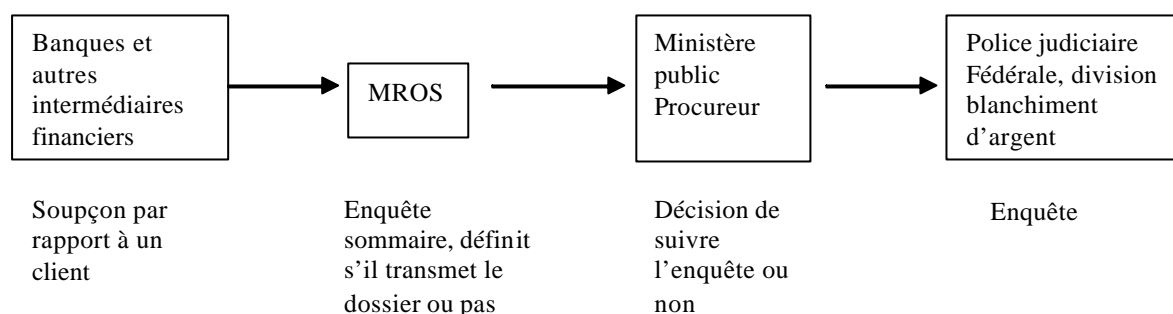 Banques et
autres
intermédiaires
financiers
MROS
Ministère
public
Procureur
Police judiciaire
Fédérale, division
blanchiment
d'argent
Soupçon par
rapport à un
client
Enquête
sommaire, définit
s'il transmet le
dossier ou pas
Décision de
suivre
l'enquête ou
non
Enquête